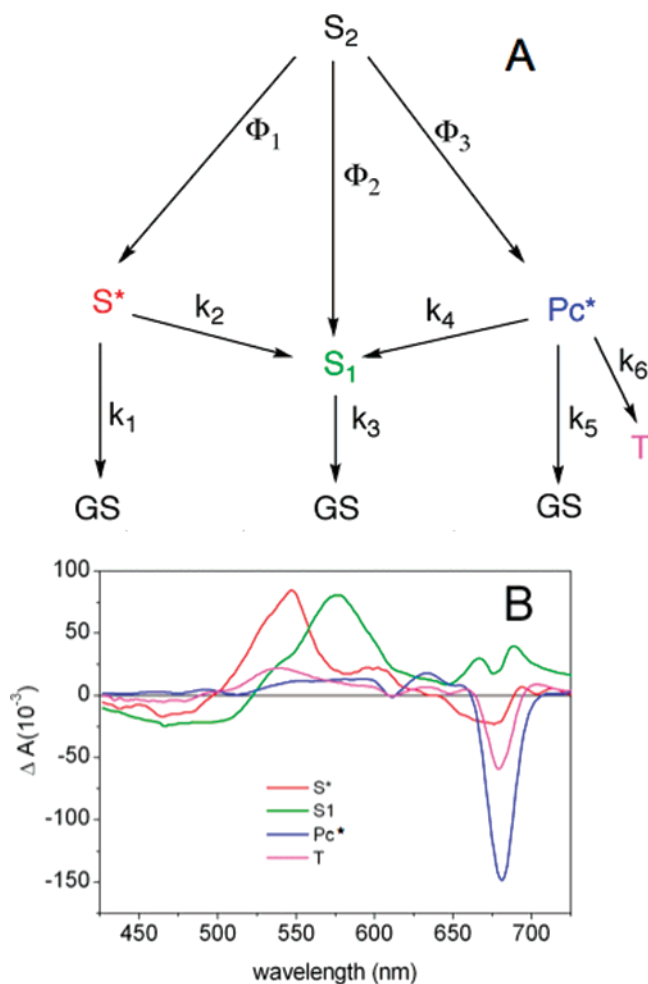 S₂
A
Φ₁
Φ₂
Φ₃
S*
k₂
S₁
k₄
Pc*
k₆
T
k₁
k₃
k₅
GS
GS
GS
B
100
50
0
-50
-100
-150
Δ A(10⁻³)
S*
S1
Pc*
T
450
500
550
600
650
700
wavelength (nm)